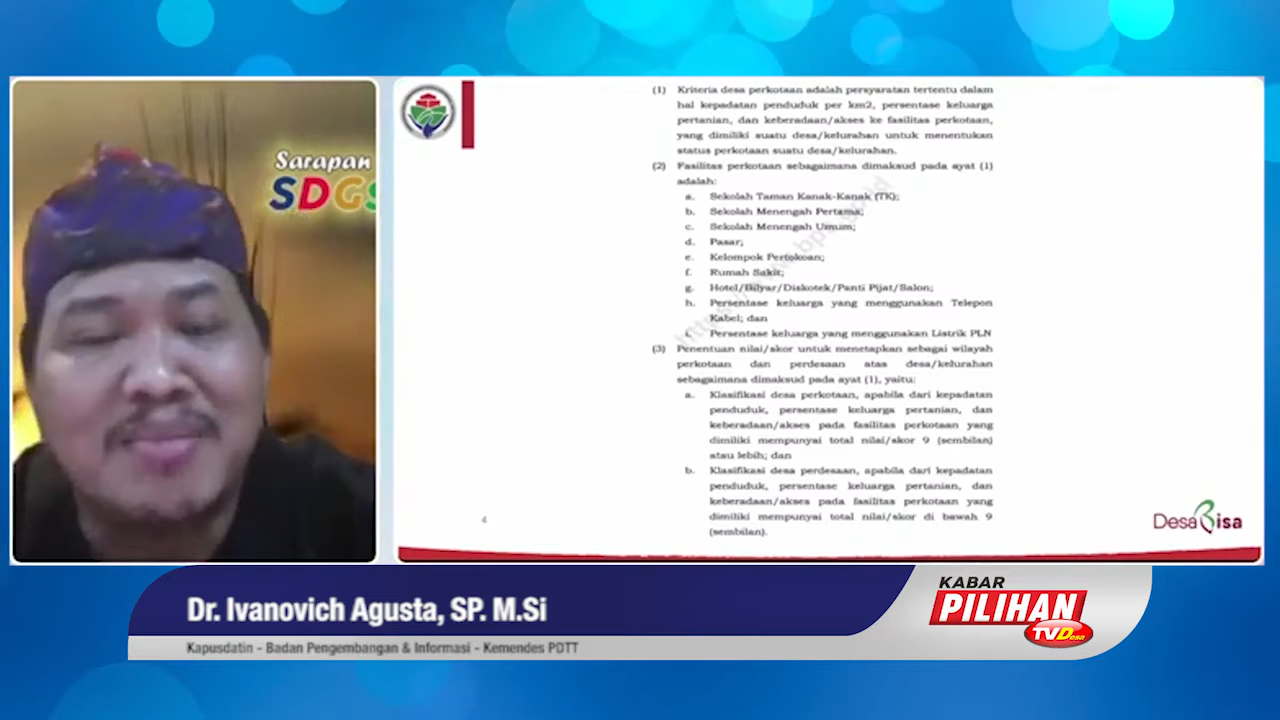 Sarapan
SDGs
(1) Kriteria desa perkotaan adalah persyaratan tertentu dalam
hal kepadatan penduduk per km2, persentase keluarga
pertanian, dan keberadaan/akses ke fasilitas perkotaan,
yang dimiliki suatu desa/kelurahan untuk menentukan
status perkotaan suatu desa/kelurahan.
(2) Fasilitas perkotaan sebagaimana dimaksud pada ayat (1)
adalah:
a. Sekolah Taman Kanak-Kanak (TK);
b. Sekolah Menengah Pertama;
c. Sekolah Menengah Umum;
d. Pasar;
e. Kelompok Pertokoan;
f. Rumah Sakit;
g. Hotel/Bilyar/Diskotek/Panti Pijat/Salon;
h. Persentase keluarga yang menggunakan Telepon
Kabel; dan
i. Persentase keluarga yang menggunakan Listrik PLN
(3) Penentuan nilai/skor untuk menetapkan sebagai wilayah
perkotaan dan perdesaan atas desa/kelurahan
sebagaimana dimaksud pada ayat (1), yaitu:
a. Klasifikasi desa perkotaan, apabila dari kepadatan
penduduk, persentase keluarga pertanian, dan
keberadaan/akses pada fasilitas perkotaan yang
dimiliki mempunyai total nilai/skor 9 (sembilan)
atau lebih; dan
b. Klasifikasi desa perdesaan, apabila dari kepadatan
penduduk, persentase keluarga pertanian, dan
keberadaan/akses pada fasilitas perkotaan yang
dimiliki mempunyai total nilai/skor di bawah 9
(sembilan).
4
Desa Bisa
Dr. Ivanovich Agusta, SP. M.Si
Kapusdatin - Badan Pengembangan & Informasi - Kemendes PDTT
KABAR
PILIHAN
TVDesa